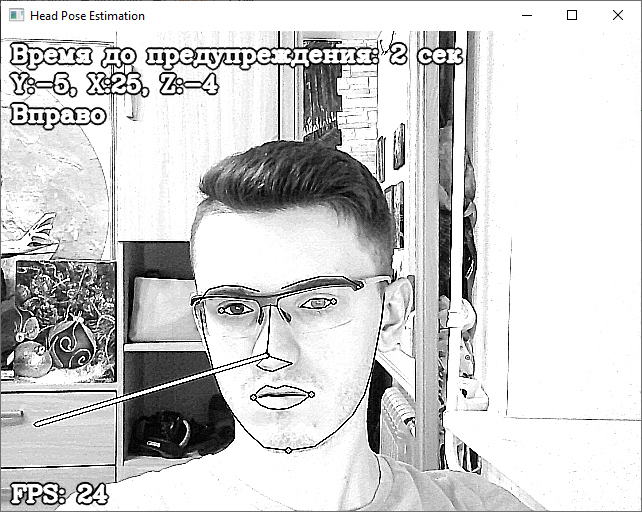 Head Pose Estimation
Время до предупреждения: 2 сек
Y:-5, X:25, Z:-4
Вправо
FPS: 24